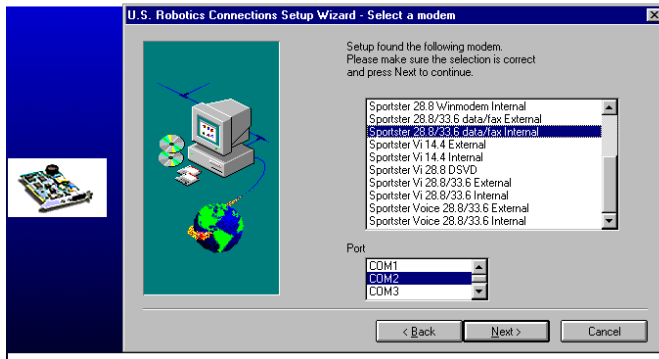 U.S. Robotics Connections Setup Wizard - Select a modem
Setup found the following modem.
Please make sure the selection is correct
and press Next to continue.
Sportster 28.8 Winmodem Internal
Sportster 28.8/33.6 data/fax External
Sportster 28.8/33.6 data/fax Internal
Sportster Vi 14.4 External
Sportster Vi 14.4 Internal
Sportster Vi 28.8 DSVD
Sportster Vi 28.8/33.6 External
Sportster Vi 28.8/33.6 Internal
Sportster Voice 28.8/33.6 External
Sportster Voice 28.8/33.6 Internal
Port
COM1
COM2
COM3
< Back
Next >
Cancel